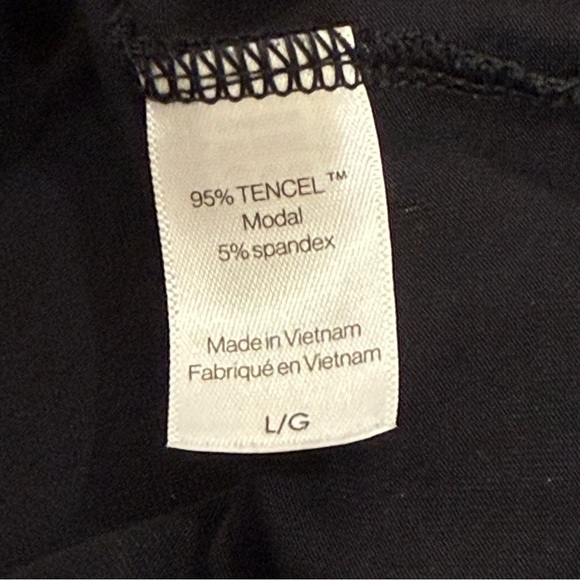 95% TENCEL™
Modal
5% spandex
Made in Vietnam
Fabriqué en Vietnam
L/G